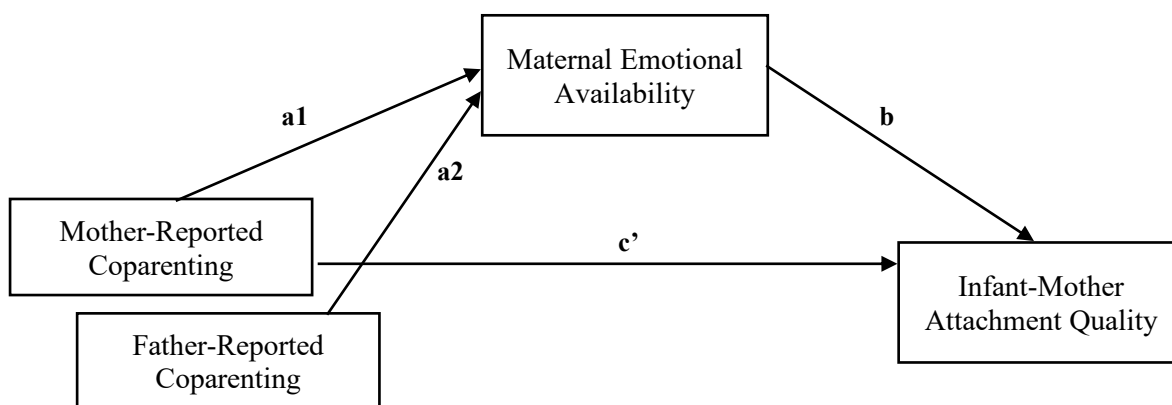 Maternal Emotional
Availability
a1
b
a2
Mother-Reported
Coparenting
c’
Infant-Mother
Attachment Quality
Father-Reported
Coparenting